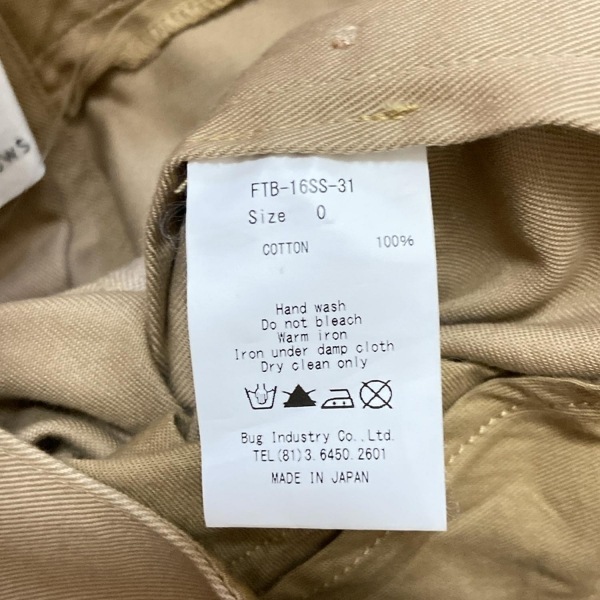 FTB-16SS-31
Size 0
COTTON 100%
Hand wash
Do not bleach
Warm iron
Iron under damp cloth
Dry clean only
Bug Industry Co.,Ltd.
TEL(81)3.6450.2601
MADE IN JAPAN